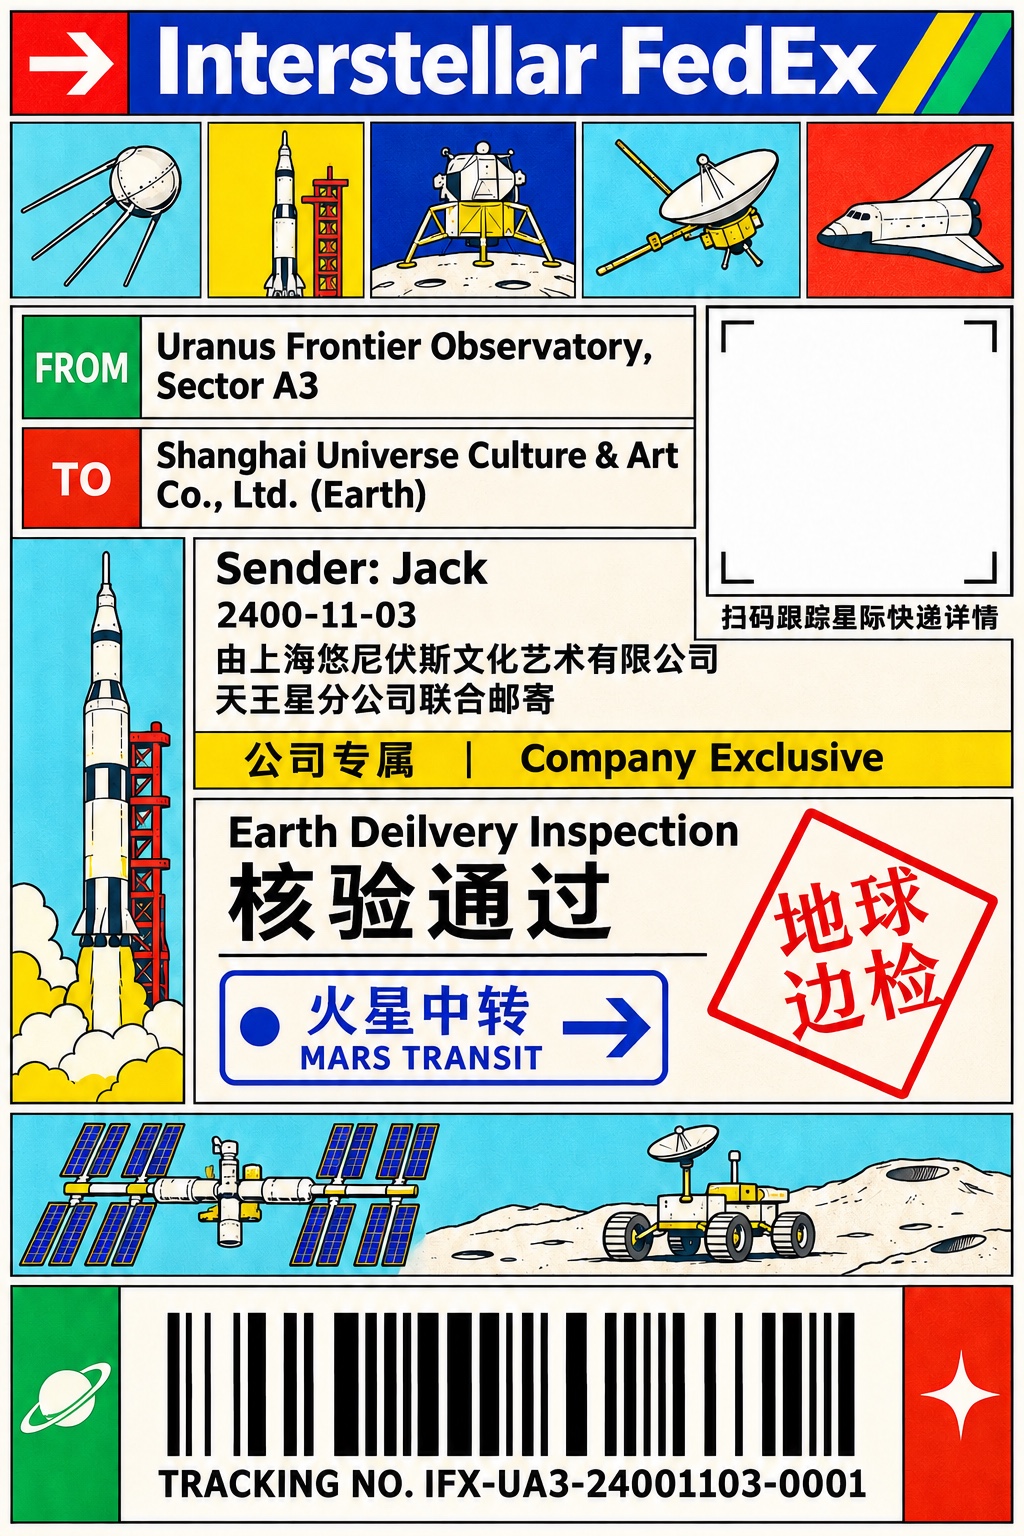 Interstellar FedEx
FROM
Uranus Frontier Observatory,
Sector A3
TO
Shanghai Universe Culture & Art
Co., Ltd. (Earth)
扫码跟踪星际快递详情
Sender: Jack
2400-11-03
由上海悠尼伏斯文化艺术有限公司
天王星分公司联合邮寄
公司专属 | Company Exclusive
Earth Deilvery Inspection
核验通过
地球
边检
火星中转
MARS TRANSIT
TRACKING NO. IFX-UA3-24001103-0001